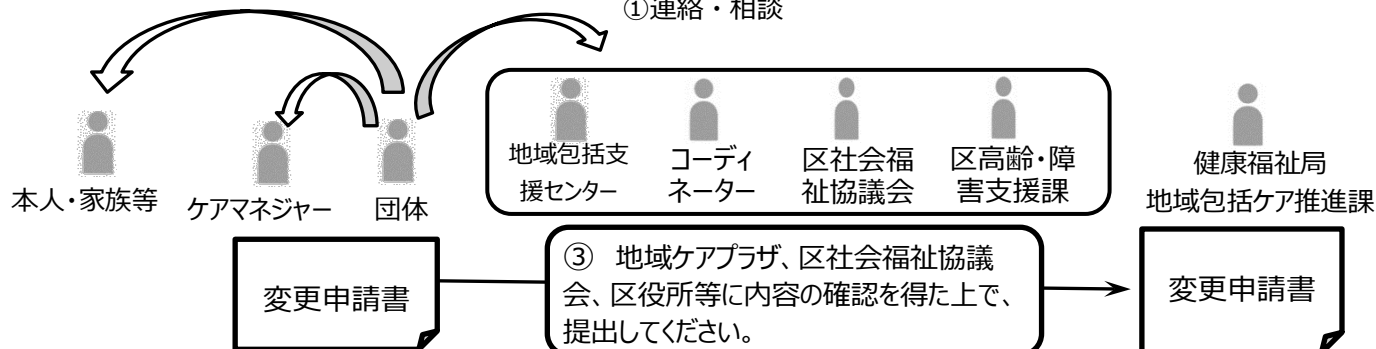 ①連絡・相談
本人・家族等
ケアマネジャー
団体
地域包括支
援センター
コーディ
ネーター
区社会福
祉協議会
区高齢・障
害支援課
健康福祉局
地域包括ケア推進課
変更申請書
③ 地域ケアプラザ、区社会福祉協議
会、区役所等に内容の確認を得た上で、
提出してください。
変更申請書